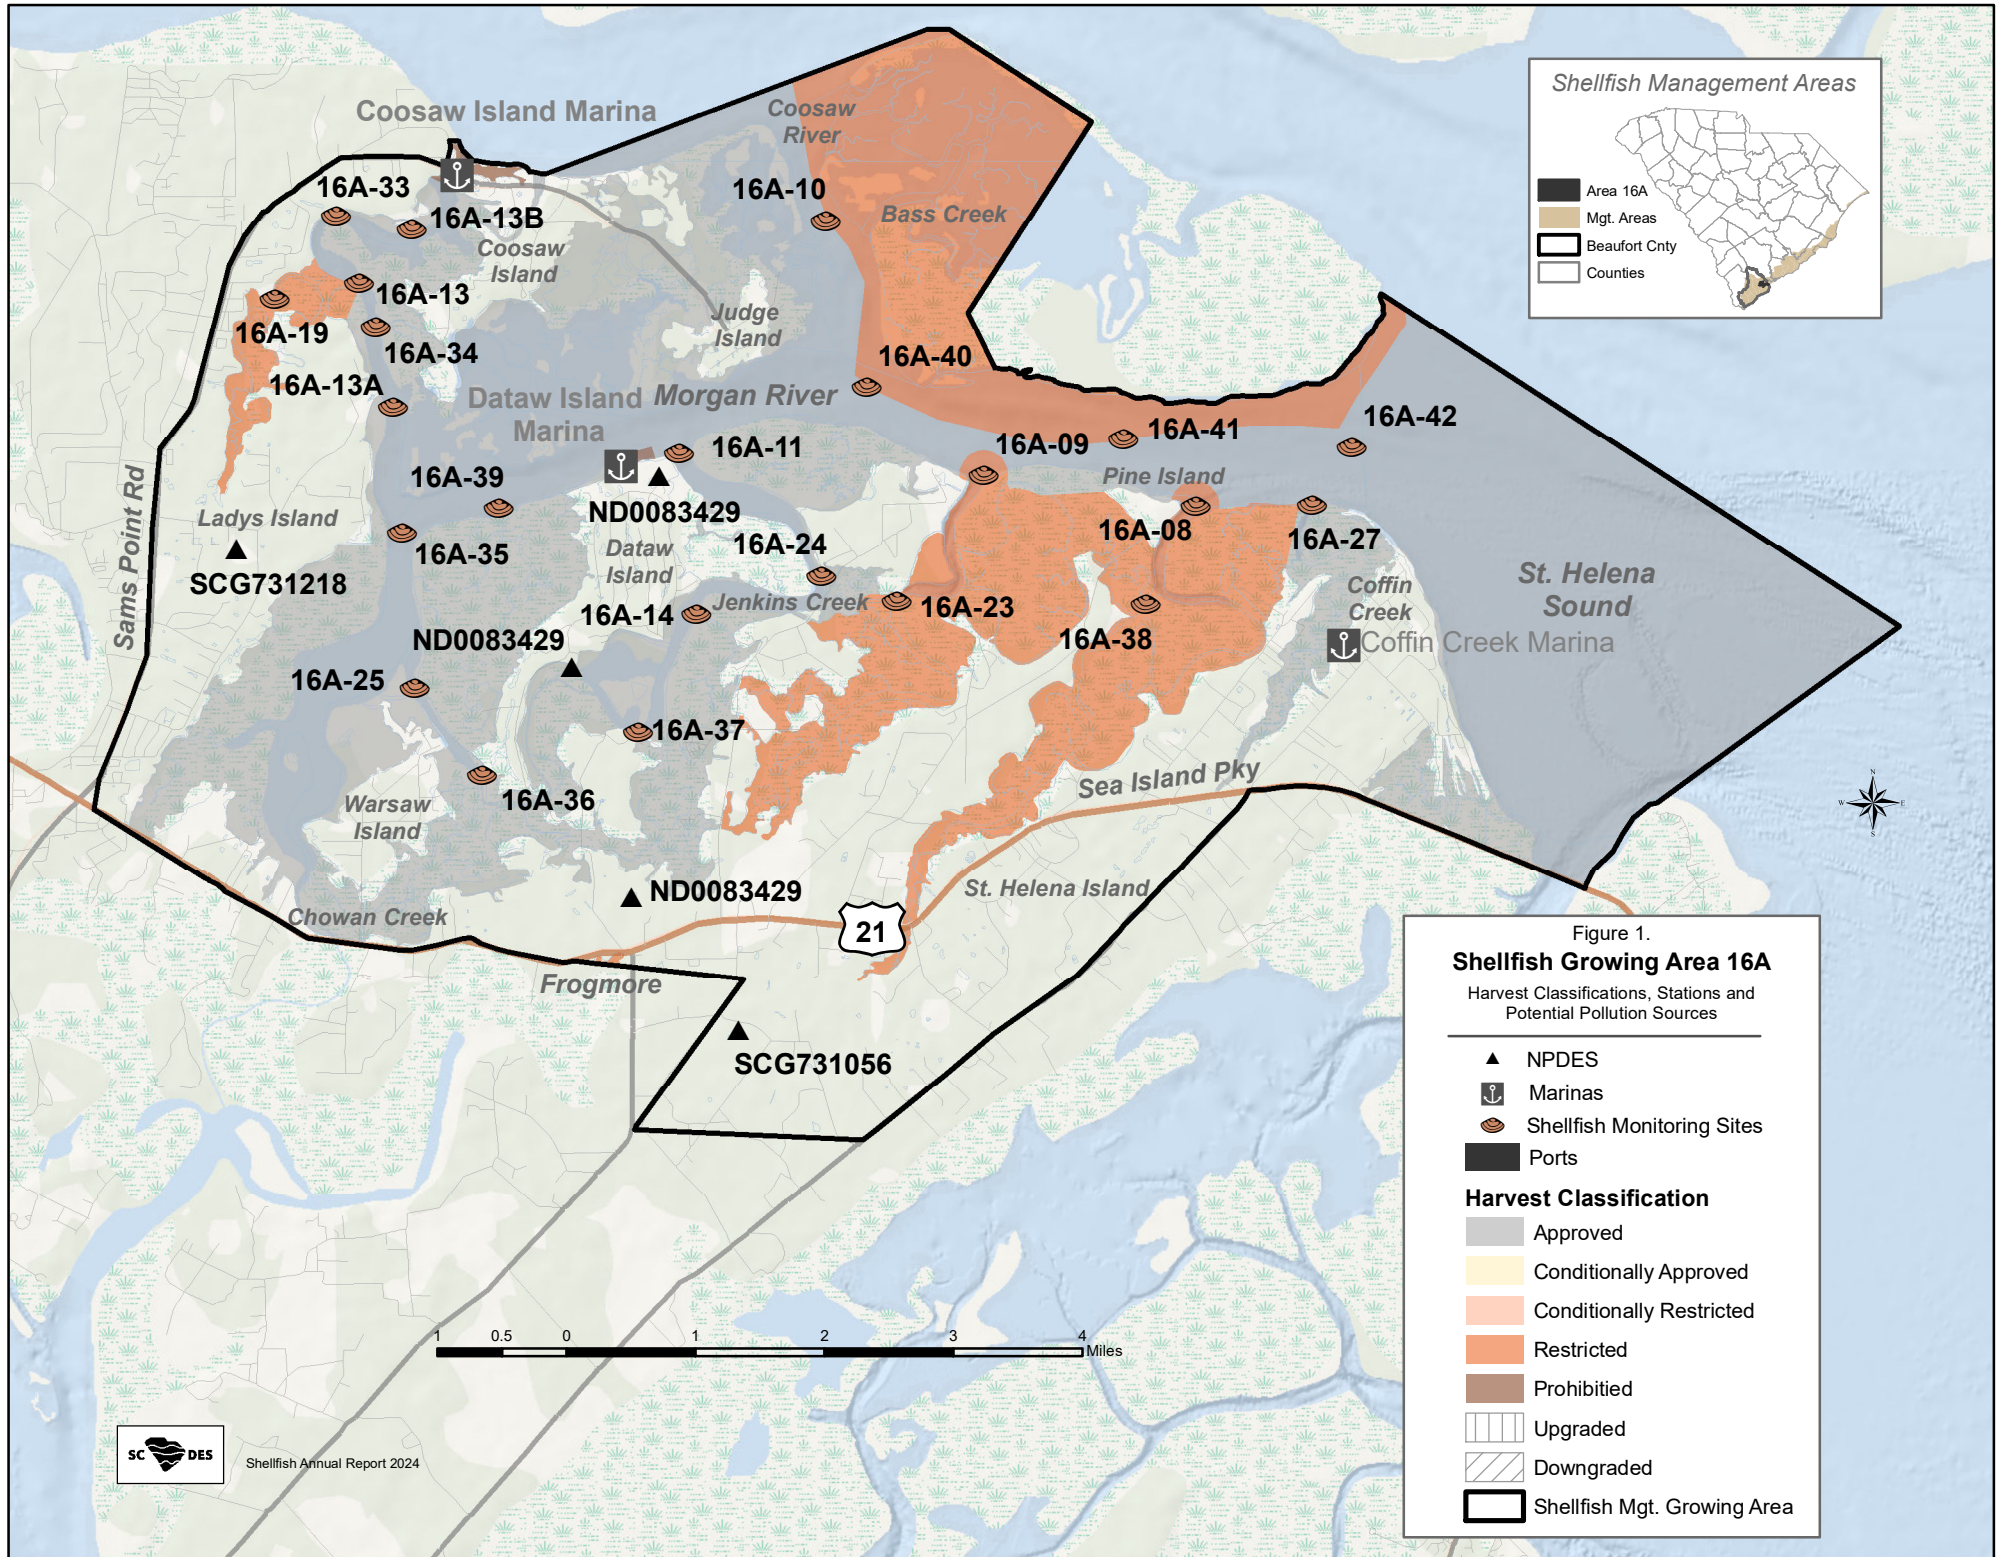 Coosaw Island Marina
Coosaw
River
16A-33
16A-10
16A-13B
Bass Creek
Coosaw
Island
16A-13
Judge
Island
16A-19
16A-34
16A-40
16A-13A
Dataw Island
Marina
Morgan River
16A-42
16A-41
16A-09
16A-11
16A-39
Pine Island
Sams Point Rd
Ladys Island
ND0083429
16A-08
16A-27
16A-35
Dataw
Island
16A-24
SCG731218
St. Helena
Sound
Coffin
Creek
Jenkins Creek
16A-23
16A-14
ND0083429
16A-38
Coffin Creek Marina
16A-25
16A-37
Sea Island Pky
16A-36
Warsaw
Island
ND0083429
St. Helena Island
Chowan Creek
21
Frogmore
SCG731056
Shellfish Management Areas
Area 16A
Mgt. Areas
Beaufort Cnty
Counties
N
W
E
S
Figure 1.
Shellfish Growing Area 16A
Harvest Classifications, Stations and
Potential Pollution Sources
NPDES
Marinas
Shellfish Monitoring Sites
Ports
Harvest Classification
Approved
Conditionally Approved
Conditionally Restricted
Restricted
Prohibitied
Upgraded
Downgraded
Shellfish Mgt. Growing Area
1 0.5 0 1 2 3 4
Miles
SC DES
Shellfish Annual Report 2024